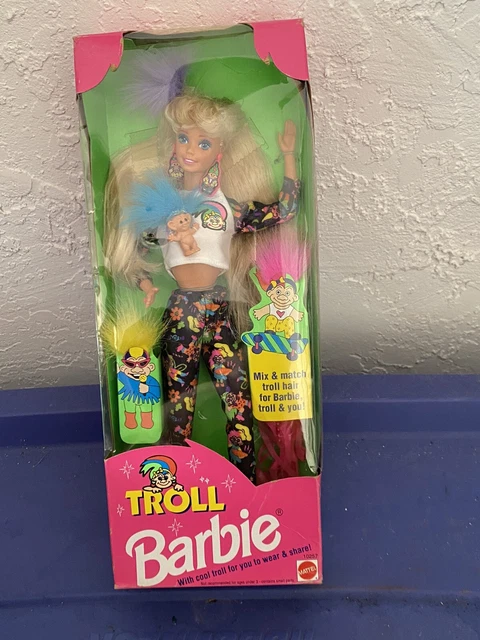 Mix & match
troll hair
for Barbie,
troll & you!
TROLL
Barbie®
With cool troll for you to wear & share!
10257
MATTEL